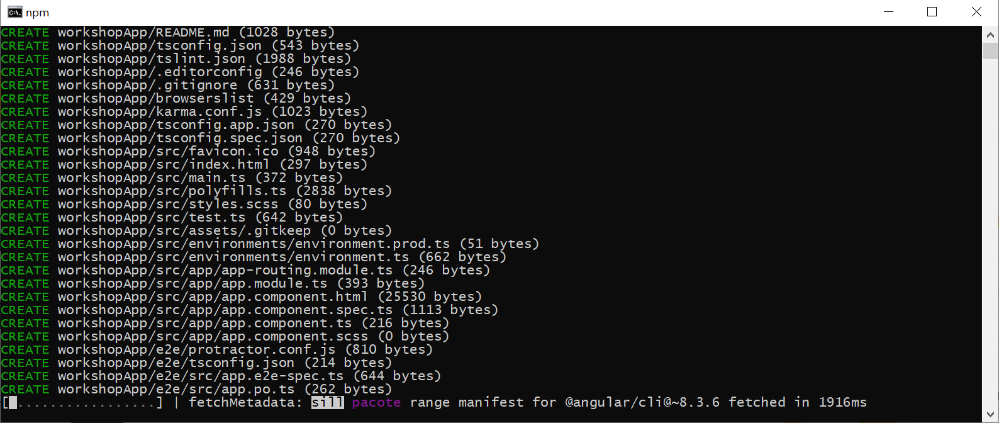 npm
CREATE workshopApp/README.md (1028 bytes)
CREATE workshopApp/tsconfig.json (543 bytes)
CREATE workshopApp/tslint.json (1988 bytes)
CREATE workshopApp/.editorconfig (246 bytes)
CREATE workshopApp/.gitignore (631 bytes)
CREATE workshopApp/browserslist (429 bytes)
CREATE workshopApp/karma.conf.js (1023 bytes)
CREATE workshopApp/tsconfig.app.json (270 bytes)
CREATE workshopApp/tsconfig.spec.json (270 bytes)
CREATE workshopApp/src/favicon.ico (948 bytes)
CREATE workshopApp/src/index.html (297 bytes)
CREATE workshopApp/src/main.ts (372 bytes)
CREATE workshopApp/src/polyfills.ts (2838 bytes)
CREATE workshopApp/src/styles.scss (80 bytes)
CREATE workshopApp/src/test.ts (642 bytes)
CREATE workshopApp/src/assets/.gitkeep (0 bytes)
CREATE workshopApp/src/environments/environment.prod.ts (51 bytes)
CREATE workshopApp/src/environments/environment.ts (662 bytes)
CREATE workshopApp/src/app/app-routing.module.ts (246 bytes)
CREATE workshopApp/src/app/app.module.ts (393 bytes)
CREATE workshopApp/src/app/app.component.html (25530 bytes)
CREATE workshopApp/src/app/app.component.spec.ts (1113 bytes)
CREATE workshopApp/src/app/app.component.ts (216 bytes)
CREATE workshopApp/src/app/app.component.scss (0 bytes)
CREATE workshopApp/e2e/protractor.conf.js (810 bytes)
CREATE workshopApp/e2e/tsconfig.json (214 bytes)
CREATE workshopApp/e2e/src/app.e2e-spec.ts (644 bytes)
CREATE workshopApp/e2e/src/app.po.ts (262 bytes)
[█.................] | fetchMetadata: sill pacote range manifest for @angular/cli@~8.3.6 fetched in 1916ms